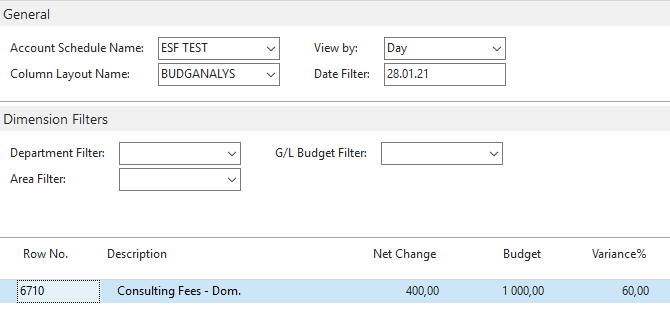 General
Account Schedule Name: ESF TEST View by: Day
Column Layout Name: BUDGANALYS Date Filter: 28.01.21
Dimension Filters
Department Filter: G/L Budget Filter:
Area Filter:
Row No. Description Net Change Budget Variance%
6710 Consulting Fees - Dom. 400,00 1 000,00 60,00